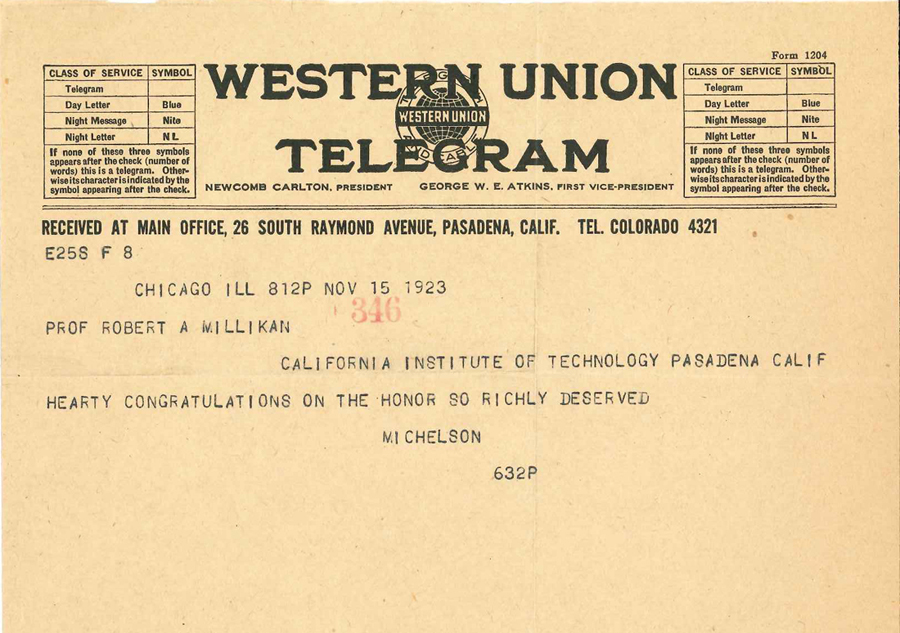 Form 1204
CLASS OF SERVICE SYMBOL
Telegram
Day Letter Blue
Night Message Nite
Night Letter N L
If none of these three symbols
appears after the check (number of
words) this is a telegram. Other-
wise its character is indicated by the
symbol appearing after the check.
WESTERN UNION
WESTERN UNION
TELEGRAM
NEWCOMB CARLTON, PRESIDENT GEORGE W. E. ATKINS, FIRST VICE-PRESIDENT
CLASS OF SERVICE SYMBOL
Telegram
Day Letter Blue
Night Message Nite
Night Letter N L
If none of these three symbols
appears after the check (number of
words) this is a telegram. Other-
wise its character is indicated by the
symbol appearing after the check.
RECEIVED AT MAIN OFFICE, 26 SOUTH RAYMOND AVENUE, PASADENA, CALIF. TEL. COLORADO 4321
E25S F 8
CHICAGO ILL 812P NOV 15 1923
346
PROF ROBERT A MILLIKAN
CALIFORNIA INSTITUTE OF TECHNOLOGY PASADENA CALIF
HEARTY CONGRATULATIONS ON THE HONOR SO RICHLY DESERVED
MICHELSON
632P